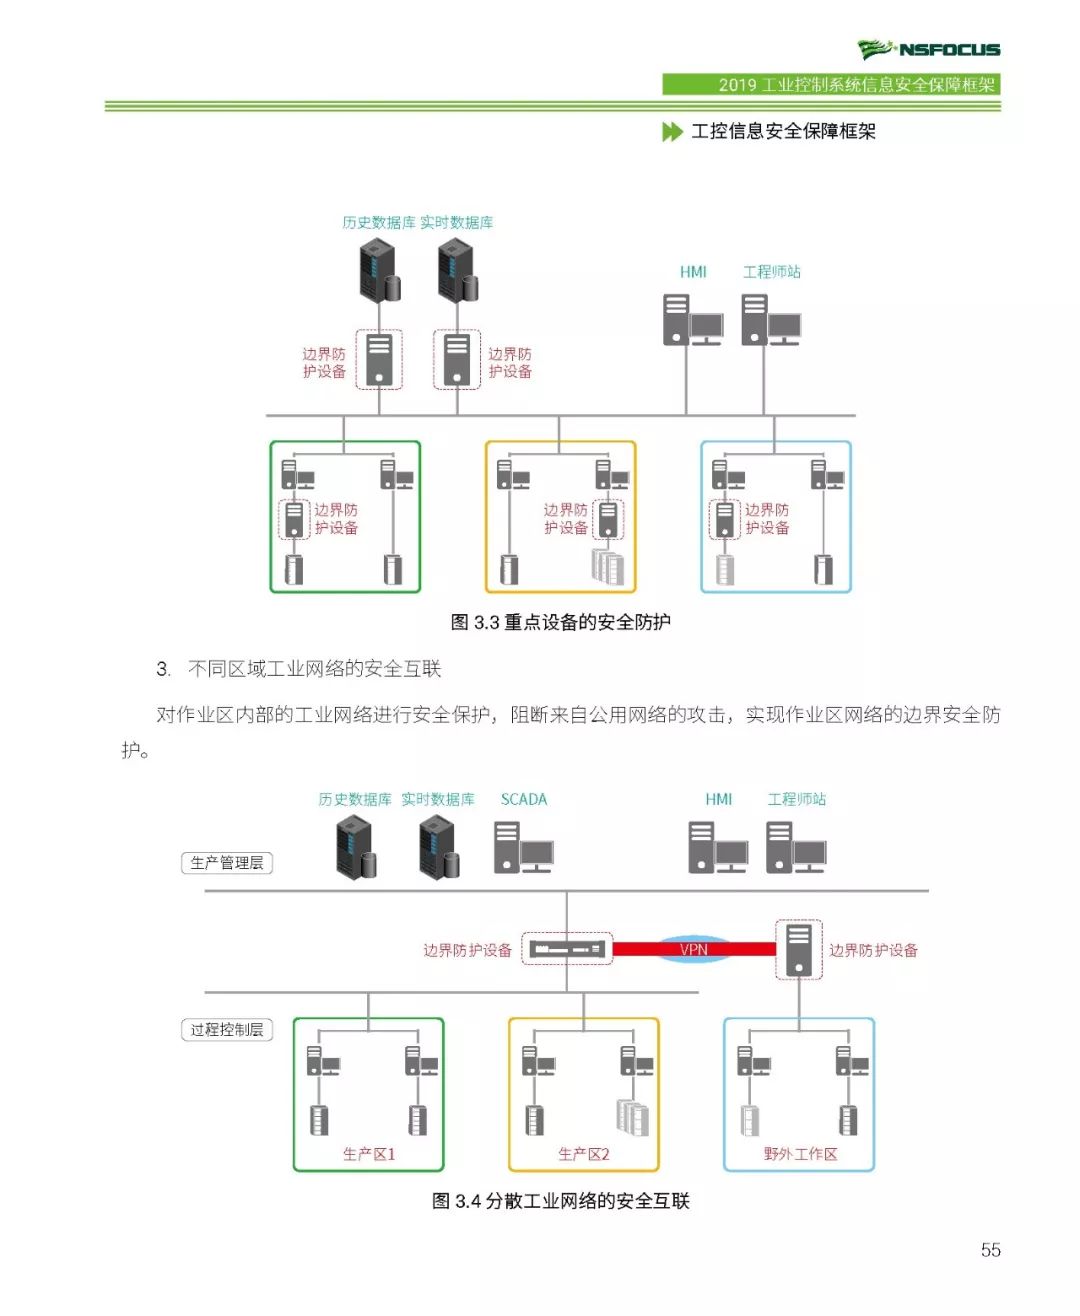 NSFOCUS
2019 工业控制系统信息安全保障框架
工控信息安全保障框架
历史数据库 实时数据库
HMI 工程师站
边界防
护设备
边界防
护设备
边界防
护设备
边界防
护设备
边界防
护设备
图 3.3 重点设备的安全防护
3. 不同区域工业网络的安全互联
对作业区内部的工业网络进行安全保护，阻断来自公用网络的攻击，实现作业区网络的边界安全防
护。
历史数据库 实时数据库 SCADA HMI 工程师站
生产管理层
边界防护设备 VPN 边界防护设备
过程控制层
生产区1 生产区2 野外工作区
图 3.4 分散工业网络的安全互联
55